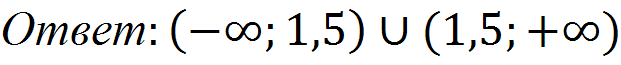 Ответ: (−∞; 1,5) ∪ (1,5; +∞)